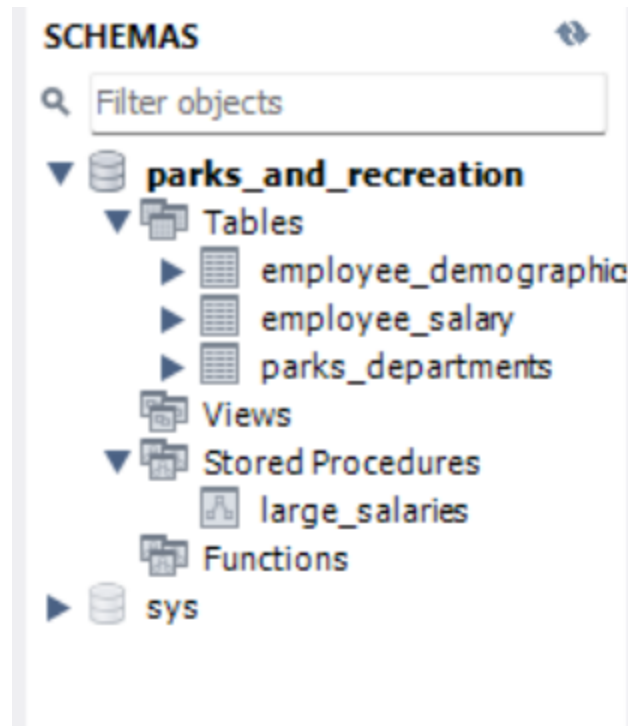 SCHEMAS
Filter objects
parks_and_recreation
Tables
employee_demographic
employee_salary
parks_departments
Views
Stored Procedures
large_salaries
Functions
sys